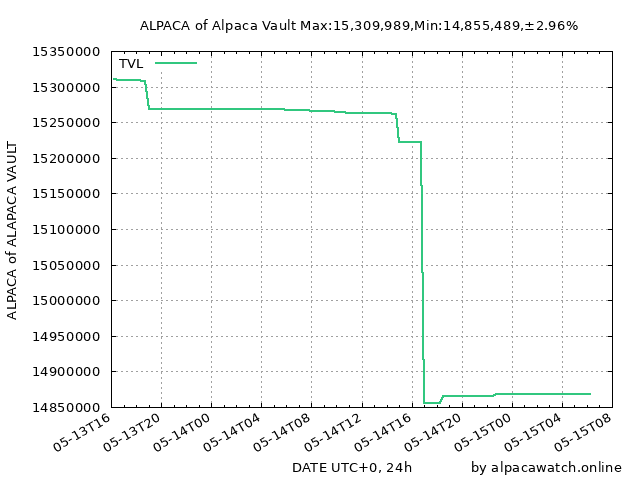 ALPACA of Alpaca Vault Max:15,309,989,Min:14,855,489,±2.96%
TVL
15350000
15300000
15250000
15200000
15150000
15100000
15050000
15000000
14950000
14900000
14850000
ALPACA of ALAPACA VAULT
05-13T16
05-13T20
05-14T00
05-14T04
05-14T08
05-14T12
05-14T16
05-14T20
05-15T00
05-15T04
05-15T08
DATE UTC+0, 24h
by alpacawatch.online